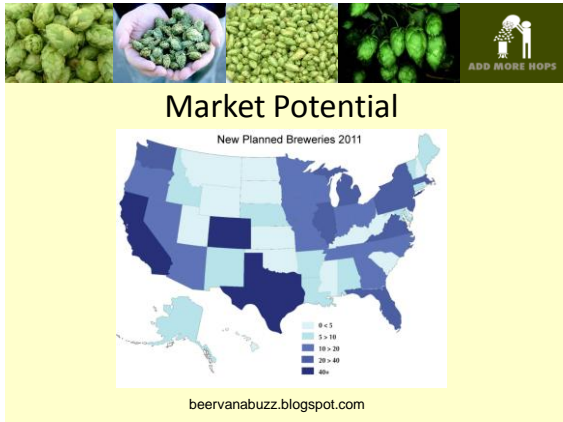 ADD MORE HOPS
Market Potential
New Planned Breweries 2011
0 < 5
5 > 10
10 > 20
20 > 40
40+
beervanabuzz.blogspot.com